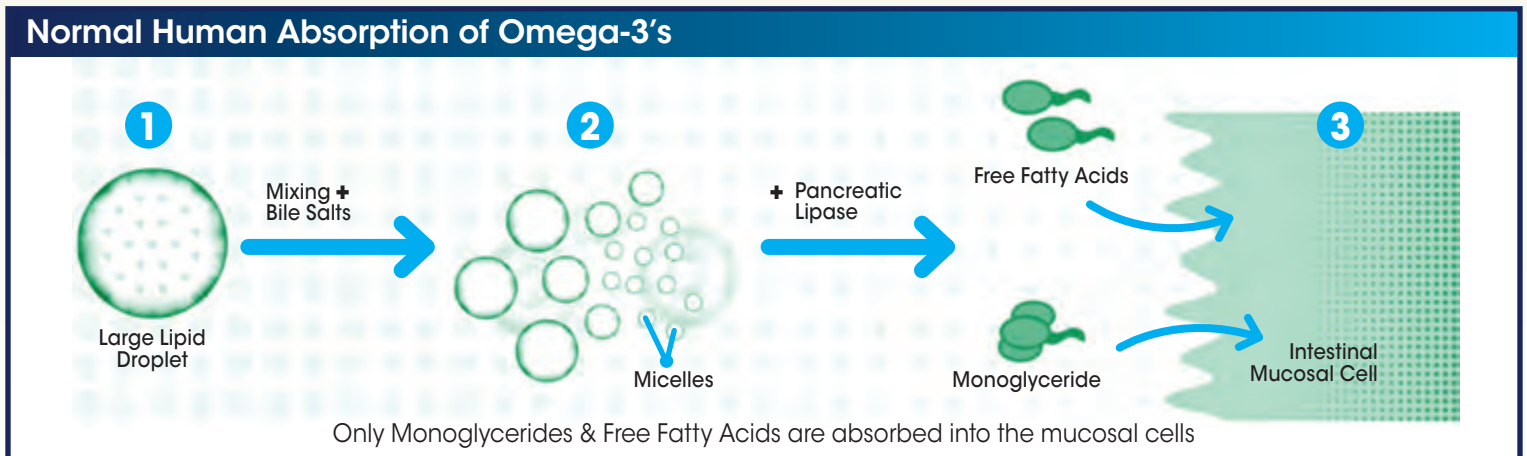 Normal Human Absorption of Omega-3's
1
2
3
Mixing +
Bile Salts
+ Pancreatic
Lipase
Free Fatty Acids
Large Lipid
Droplet
Micelles
Monoglyceride
Intestinal
Mucosal Cell
Only Monoglycerides & Free Fatty Acids are absorbed into the mucosal cells